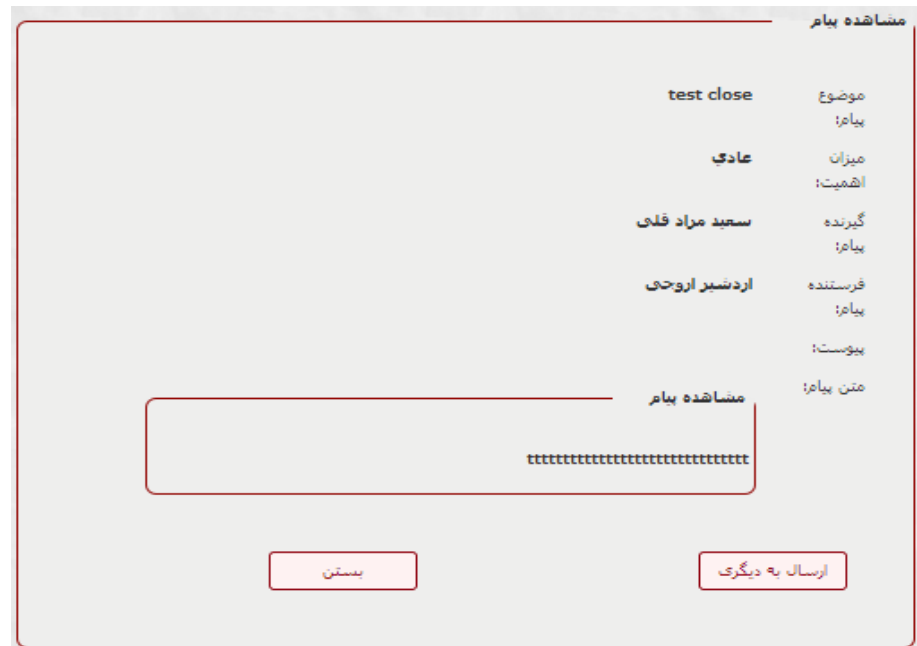 مشاهده پیام
موضوع test close
پیام:
میزان عادي
اهمیت:
گیرنده سعید مراد قلی
پیام:
فرستنده اردشیر اروجی
پیام:
پیوست:
متن پیام:
مشاهده پیام
ttttttttttttttttttttttttttttttt
ارسال به دیگری بستن